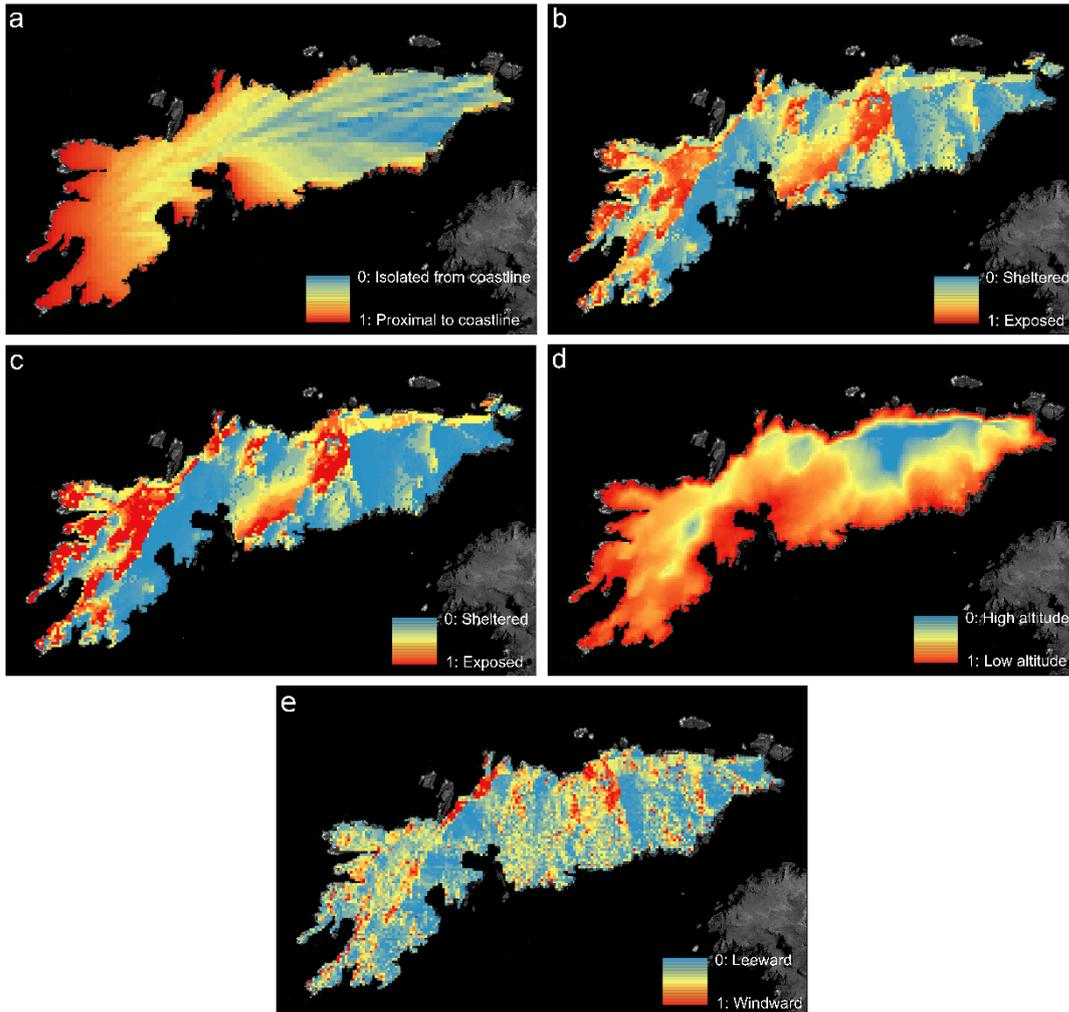 a
0: Isolated from coastline
1: Proximal to coastline
b
0: Sheltered
1: Exposed
c
0: Sheltered
1: Exposed
d
0: High altitude
1: Low altitude
e
0: Leeward
1: Windward